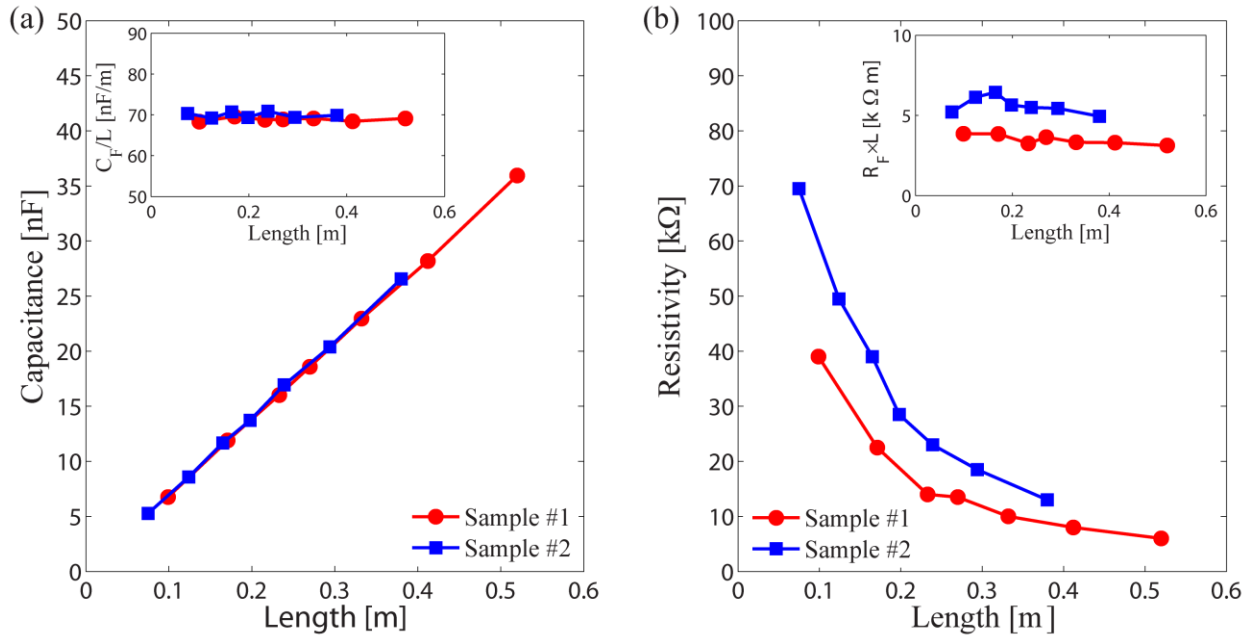 (a)
50
45
40
35
30
25
20
15
10
5
0
Capacitance [nF]
0 0.1 0.2 0.3 0.4 0.5 0.6
Length [m]
90
80
70
60
50
C_F/L [nF/m]
0 0.2 0.4 0.6
Length [m]
Sample #1
Sample #2
(b)
100
90
80
70
60
50
40
30
20
10
0
Resistivity [kΩ]
0 0.1 0.2 0.3 0.4 0.5 0.6
Length [m]
10
5
0
R_F×L [k Ω m]
0 0.2 0.4 0.6
Length [m]
Sample #1
Sample #2